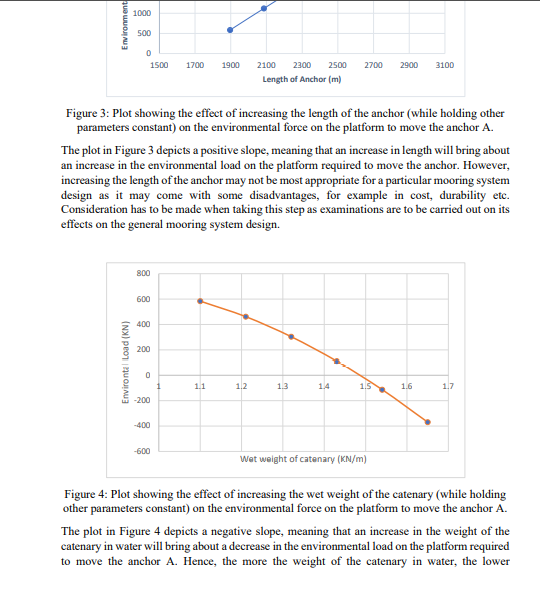 Environment
1000
500
0
1500 1700 1900 2100 2300 2500 2700 2900 3100
Length of Anchor (m)
Figure 3: Plot showing the effect of increasing the length of the anchor (while holding other
parameters constant) on the environmental force on the platform to move the anchor A.
The plot in Figure 3 depicts a positive slope, meaning that an increase in length will bring about
an increase in the environmental load on the platform required to move the anchor. However,
increasing the length of the anchor may not be most appropriate for a particular mooring system
design as it may come with some disadvantages, for example in cost, durability etc.
Consideration has to be made when taking this step as examinations are to be carried out on its
effects on the general mooring system design.
800
600
400
200
0
-200
-400
-600
Load (KN)
1 1.1 1.2 1.3 1.4 1.5 1.6 1.7
Wet weight of catenary (KN/m)
Figure 4: Plot showing the effect of increasing the wet weight of the catenary (while holding
other parameters constant) on the environmental force on the platform to move the anchor A.
The plot in Figure 4 depicts a negative slope, meaning that an increase in the weight of the
catenary in water will bring about a decrease in the environmental load on the platform required
to move the anchor A. Hence, the more the weight of the catenary in water, the lower